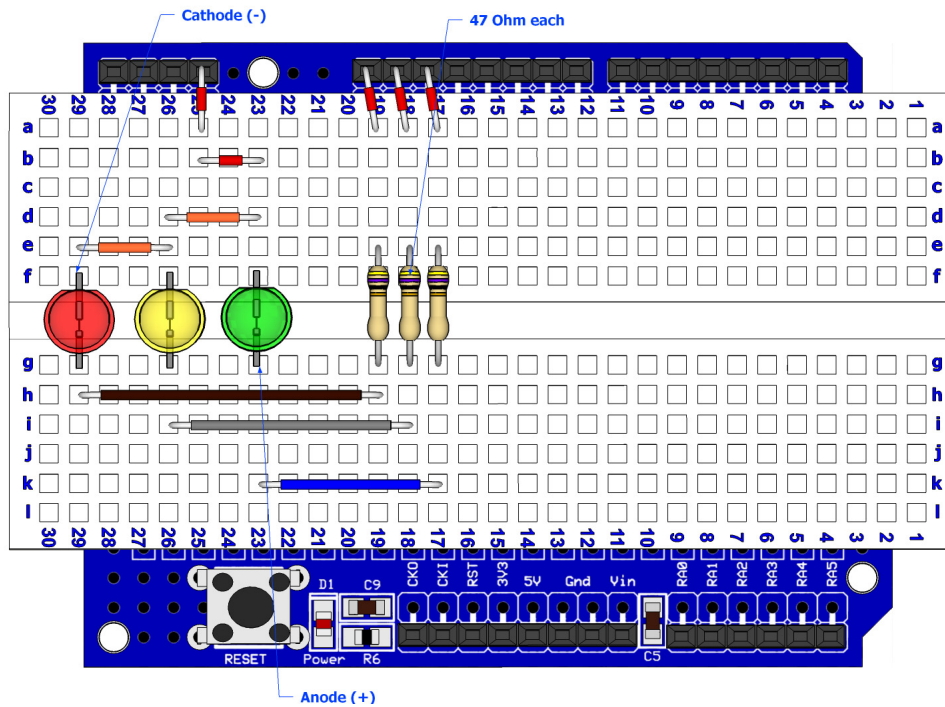 Cathode (-)
47 Ohm each
30 29 28 27 26 25 24 23 22 21 20 19 18 17 16 15 14 13 12 11 10 9 8 7 6 5 4 3 2 1
a a
b b
c c
d d
e e
f f
g g
h h
i i
j j
k k
l l
30 29 28 27 26 25 24 23 22 21 20 19 18 17 16 15 14 13 12 11 10 9 8 7 6 5 4 3 2 1
CKO CKI RST 3V3 5V Gnd Vin RA0 RA1 RA2 RA3 RA4 RA5
D1 C9
RESET Power R6 C5
Anode (+)